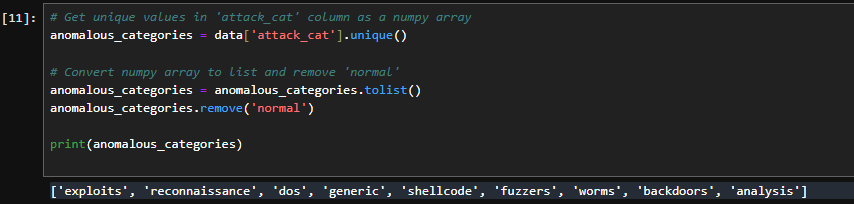 [11]: # Get unique values in 'attack_cat' column as a numpy array
anomalous_categories = data['attack_cat'].unique()
# Convert numpy array to list and remove 'normal'
anomalous_categories = anomalous_categories.tolist()
anomalous_categories.remove('normal')
print(anomalous_categories)
['exploits', 'reconnaissance', 'dos', 'generic', 'shellcode', 'fuzzers', 'worms', 'backdoors', 'analysis']